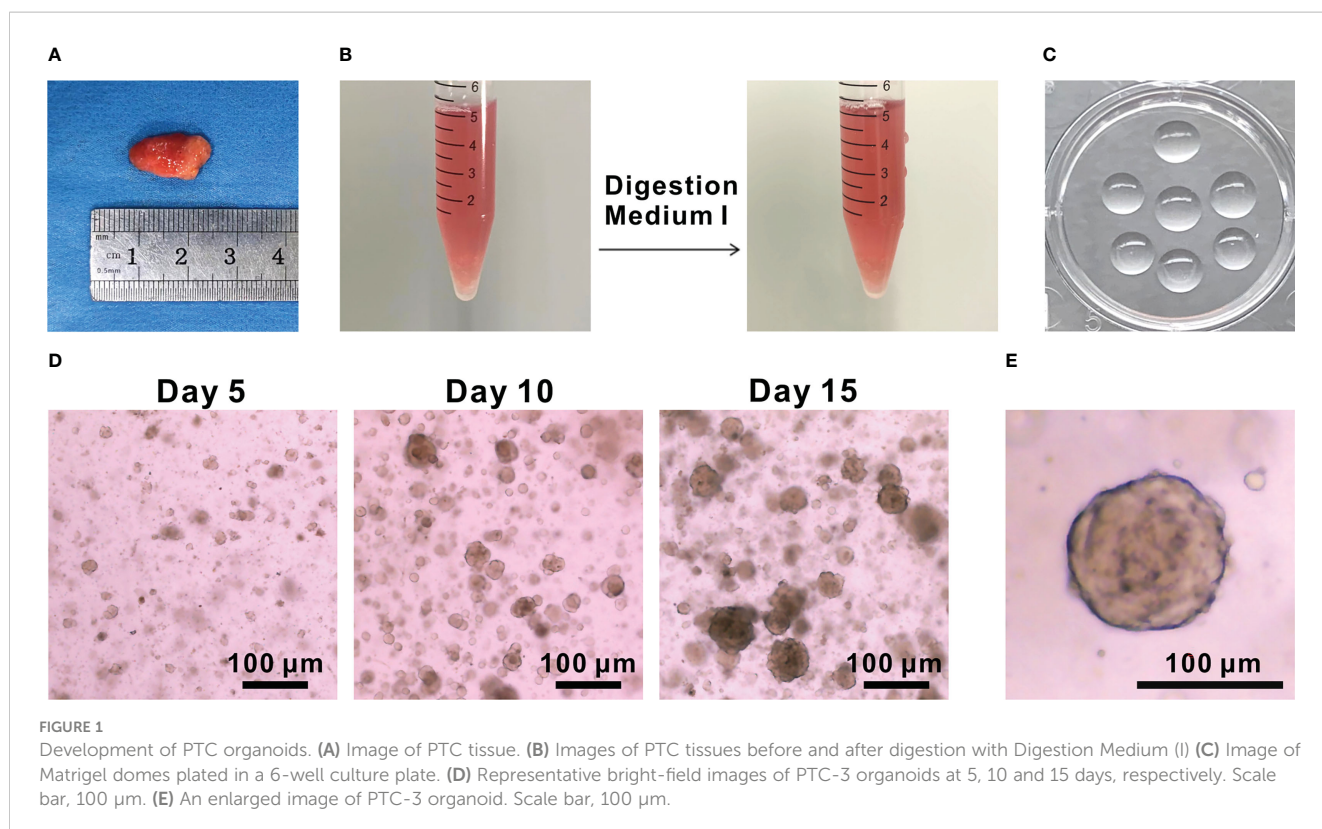 A
B
C
mm
cm 1 2 3 4
0.5mm
6
5
4
3
2
Digestion
Medium I
6
5
4
3
2
D
E
Day 5
Day 10
Day 15
100 µm
100 µm
100 µm
100 µm
FIGURE 1
Development of PTC organoids. (A) Image of PTC tissue. (B) Images of PTC tissues before and after digestion with Digestion Medium (I) (C) Image of
Matrigel domes plated in a 6-well culture plate. (D) Representative bright-field images of PTC-3 organoids at 5, 10 and 15 days, respectively. Scale
bar, 100 µm. (E) An enlarged image of PTC-3 organoid. Scale bar, 100 µm.